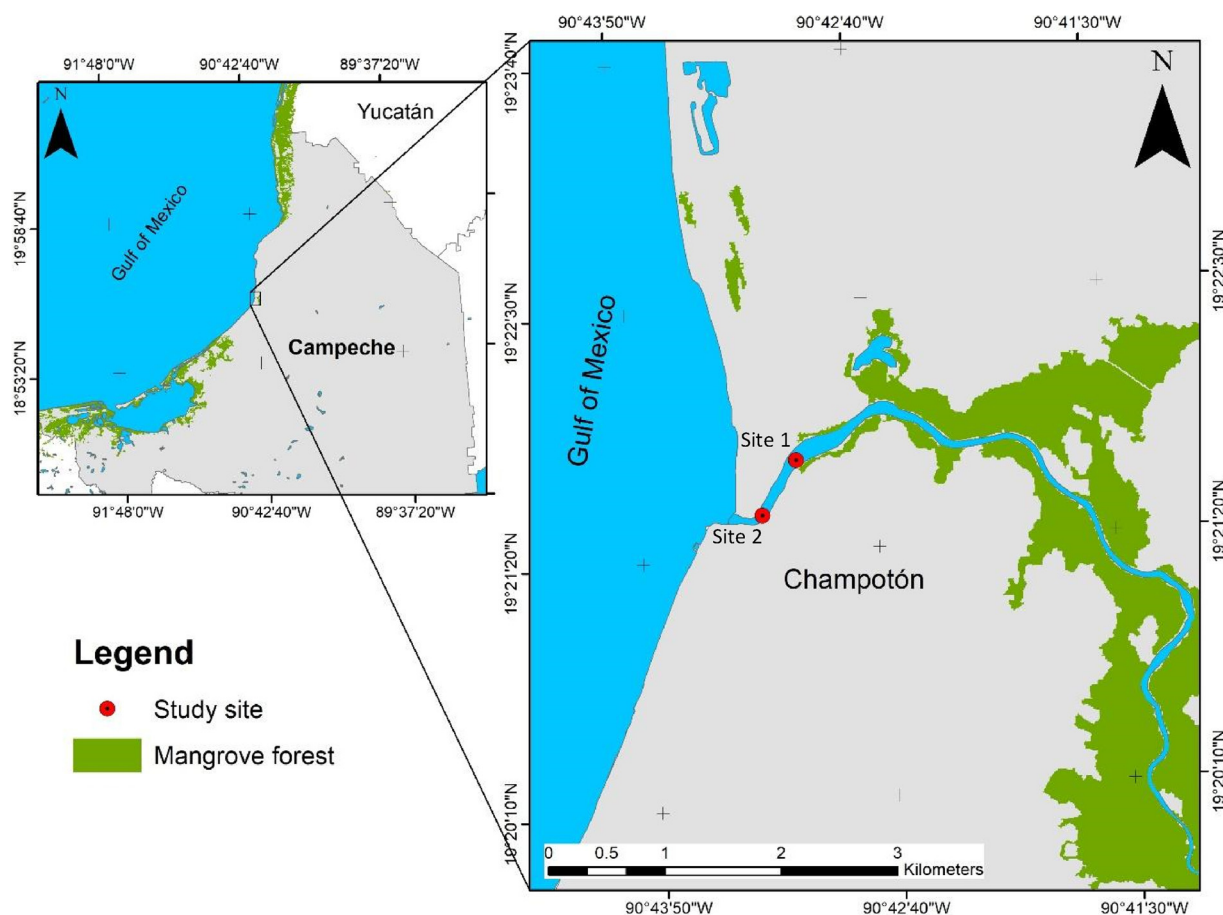 90°43'50"W 90°42'40"W 90°41'30"W
91°48'0"W 90°42'40"W 89°37'20"W
N
Yucatán
19°58'40"N
Gulf of Mexico
Campeche
18°53'20"N
91°48'0"W 90°42'40"W 89°37'20"W
Legend
Study site
Mangrove forest
19°23'40"N
N
19°22'30"N
19°22'30"N
Gulf of Mexico
Site 1
Site 2
19°21'20"N
19°21'20"N
Champotón
19°20'10"N
19°20'10"N
0 0.5 1 2 3
Kilometers
90°43'50"W 90°42'40"W 90°41'30"W